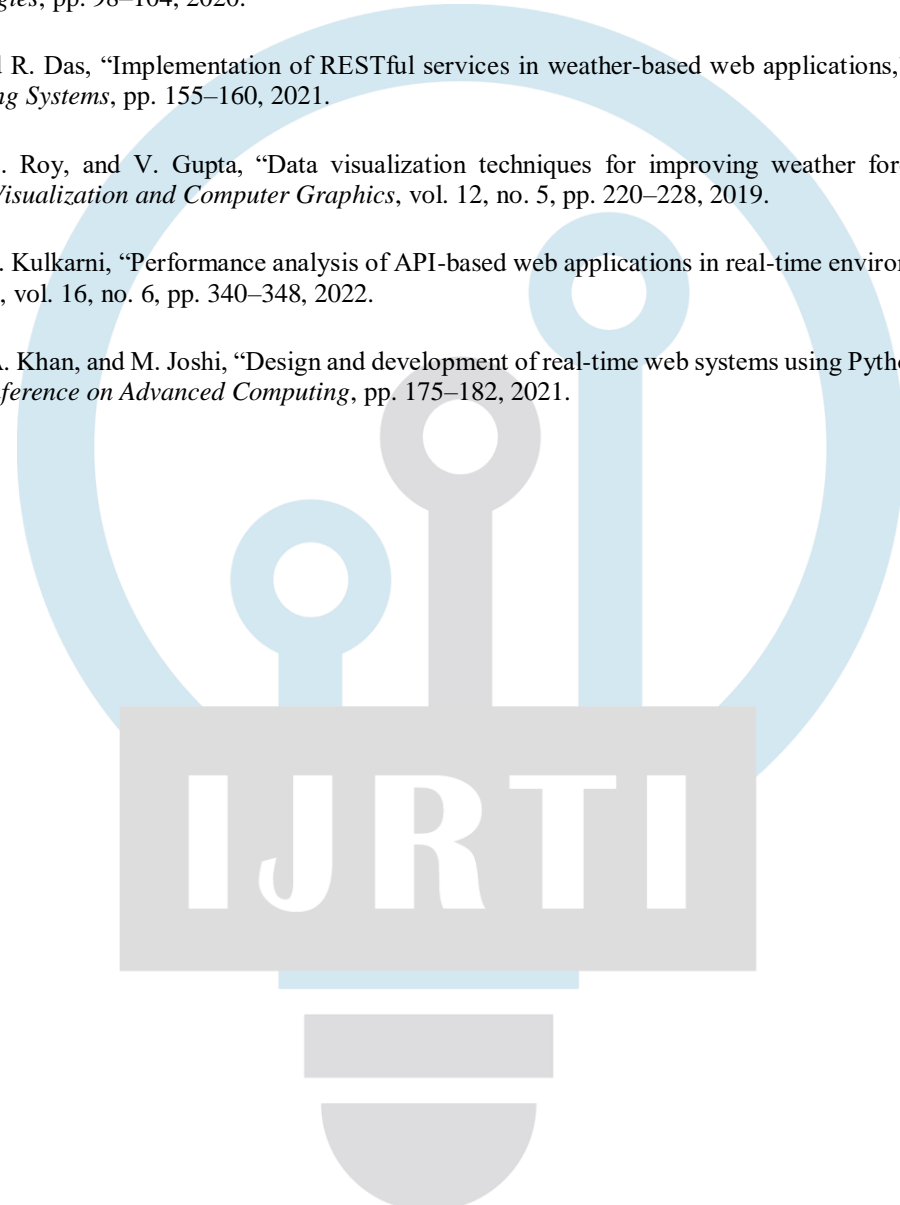 pp. 98–104, 2020.
R. Das, “Implementation of RESTful services in weather-based web applications,”
Systems, pp. 155–160, 2021.
Roy, and V. Gupta, “Data visualization techniques for improving weather for
Visualization and Computer Graphics, vol. 12, no. 5, pp. 220–228, 2019.
. Kulkarni, “Performance analysis of API-based web applications in real-time enviro
, vol. 16, no. 6, pp. 340–348, 2022.
A. Khan, and M. Joshi, “Design and development of real-time web systems using Pytho
ference on Advanced Computing, pp. 175–182, 2021.
IJRTI